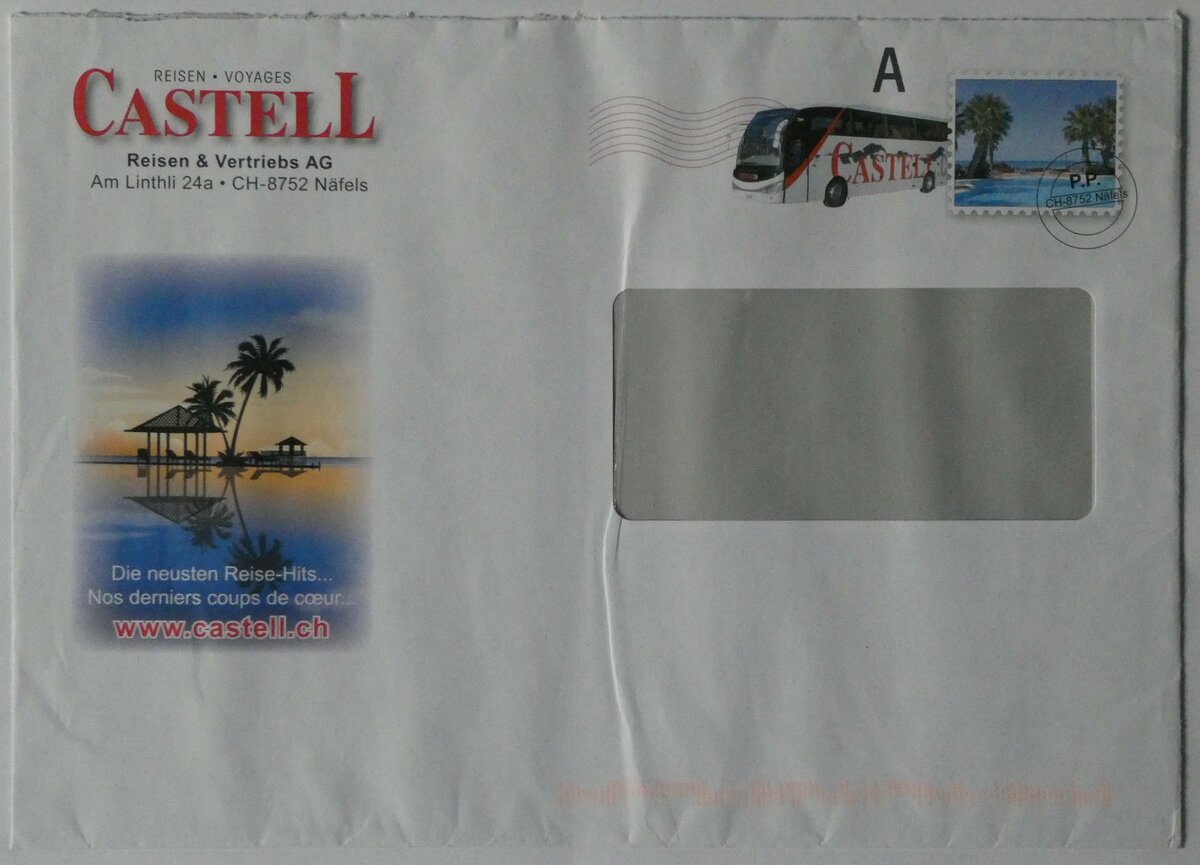 REISEN • VOYAGES
CASTELL
Reisen & Vertriebs AG
Am Linthli 24a • CH-8752 Näfels
A
CASTELL
P.P.
CH-8752 Näfels
Die neusten Reise-Hits...
Nos derniers coups de cœur...
www.castell.ch